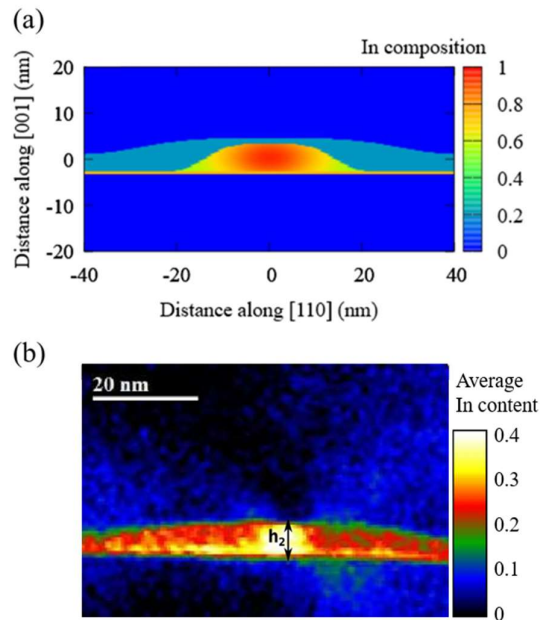 (a)
In composition
Distance along [001] (nm)
20
10
0
-10
-20
-40
-20
0
20
40
Distance along [110] (nm)
1
0.8
0.6
0.4
0.2
0
(b)
20 nm
h2
Average
In content
0.4
0.3
0.2
0.1
0